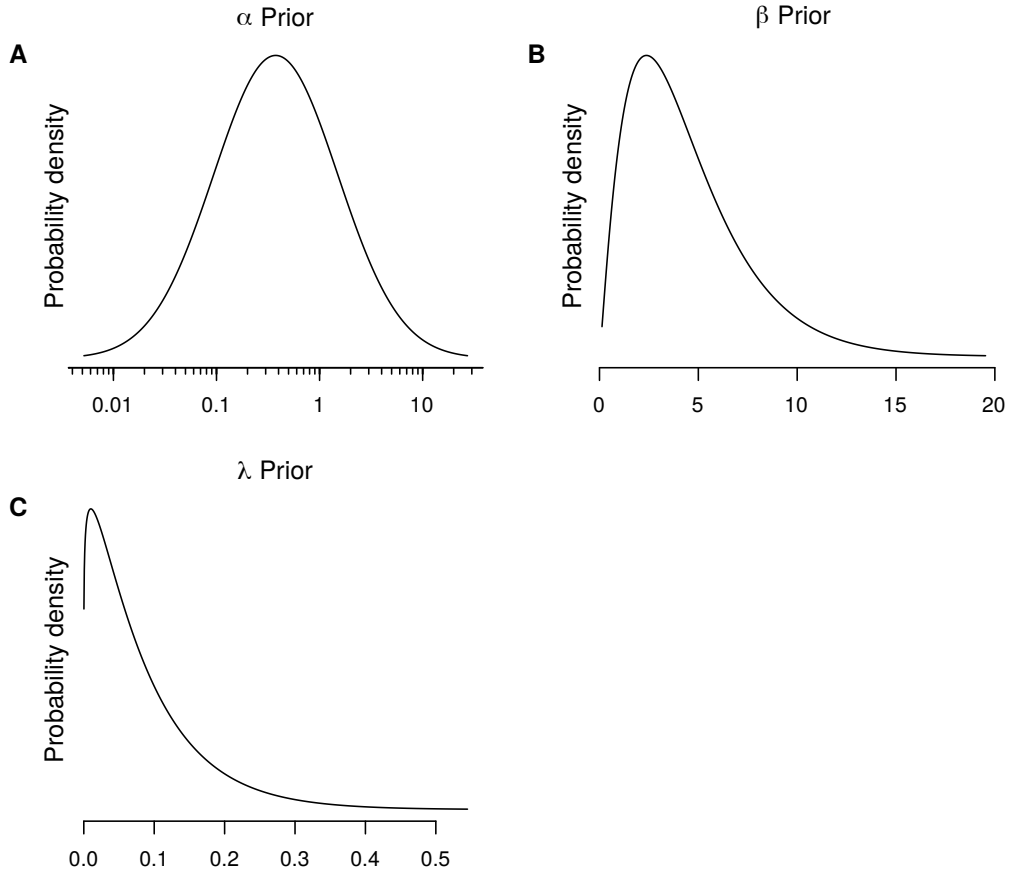 α Prior
A
Probability density
0.01 0.1 1 10
β Prior
B
Probability density
0 5 10 15 20
λ Prior
C
Probability density
0.0 0.1 0.2 0.3 0.4 0.5